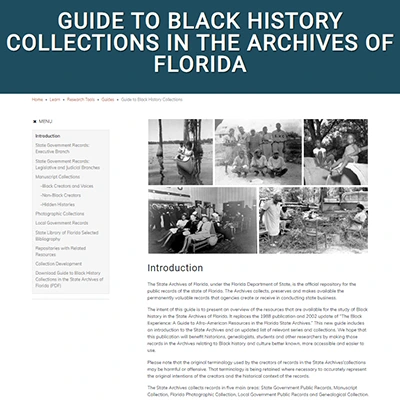 GUIDE TO BLACK HISTORY
COLLECTIONS IN THE ARCHIVES OF
FLORIDA
Home » Learn » Research Tools » Guides » Guide to Black History Collections
MENU
Introduction
State Government Records:
Executive Branch
State Government Records:
Legislative and Judicial Branches
Manuscript Collections
–Black Creators and Voices
–Non-Black Creators
–Hidden Histories
Photographic Collections
Local Government Records
State Library of Florida Selected
Bibliography
Repositories with Related
Resources
Collection Development
Download Guide to Black History
Collections in the State Archives of
Florida (PDF)
Introduction
The State Archives of Florida, under the Florida Department of State, is the official repository for the
public records of the state of Florida. The Archives collects, preserves and makes available the
permanently valuable records that agencies create or receive in conducting state business.
The intent of this guide is to present an overview of the resources that are available for the study of Black
history in the State Archives of Florida. It replaces the 1988 publication and 2002 update of "The Black
Experience: A Guide to Afro-American Resources in the Florida State Archives." This new guide includes
an introduction to the State Archives and an updated list of relevant series and collections. We hope that
this publication will benefit historians, genealogists, students and other researchers by making those
records in the Archives relating to Black history and culture better known, more accessible and easier to
use.
Please note that the original terminology used by the creators of records in the State Archives'collections
may be harmful or offensive. That terminology is being retained where necessary to accurately represent
the original intentions of the creators and the historical context of the records.
The State Archives collects records in five main areas: State Government Public Records, Manuscript
Collection, Florida Photographic Collection, Local Government Public Records and Genealogical Collection.